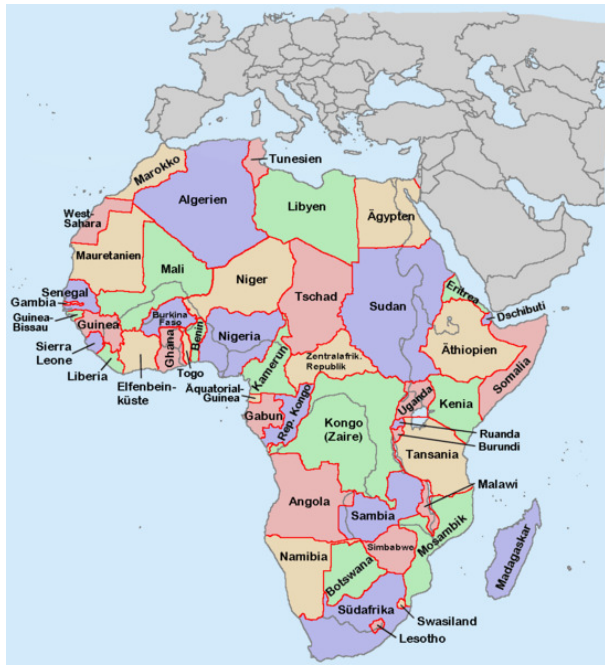 Marokko
Tunesien
Algerien
Libyen
Ägypten
West-
Sahara
Mauretanien
Mali
Niger
Tschad
Sudan
Eritrea
Dschibuti
Senegal
Gambia
Guinea-
Bissau
Guinea
Burkina
Faso
Benin
Nigeria
Ghana
Togo
Sierra
Leone
Liberia
Elfenbein-
küste
Kamerun
Zentralafrik.
Republik
Äthiopien
Somalia
Äquatorial-
Guinea
Gabun
Rep. Kongo
Kongo
(Zaire)
Uganda
Kenia
Ruanda
Burundi
Tansania
Malawi
Angola
Sambia
Mosambik
Namibia
Simbabwe
Botswana
Madagaskar
Südafrika
Swasiland
Lesotho